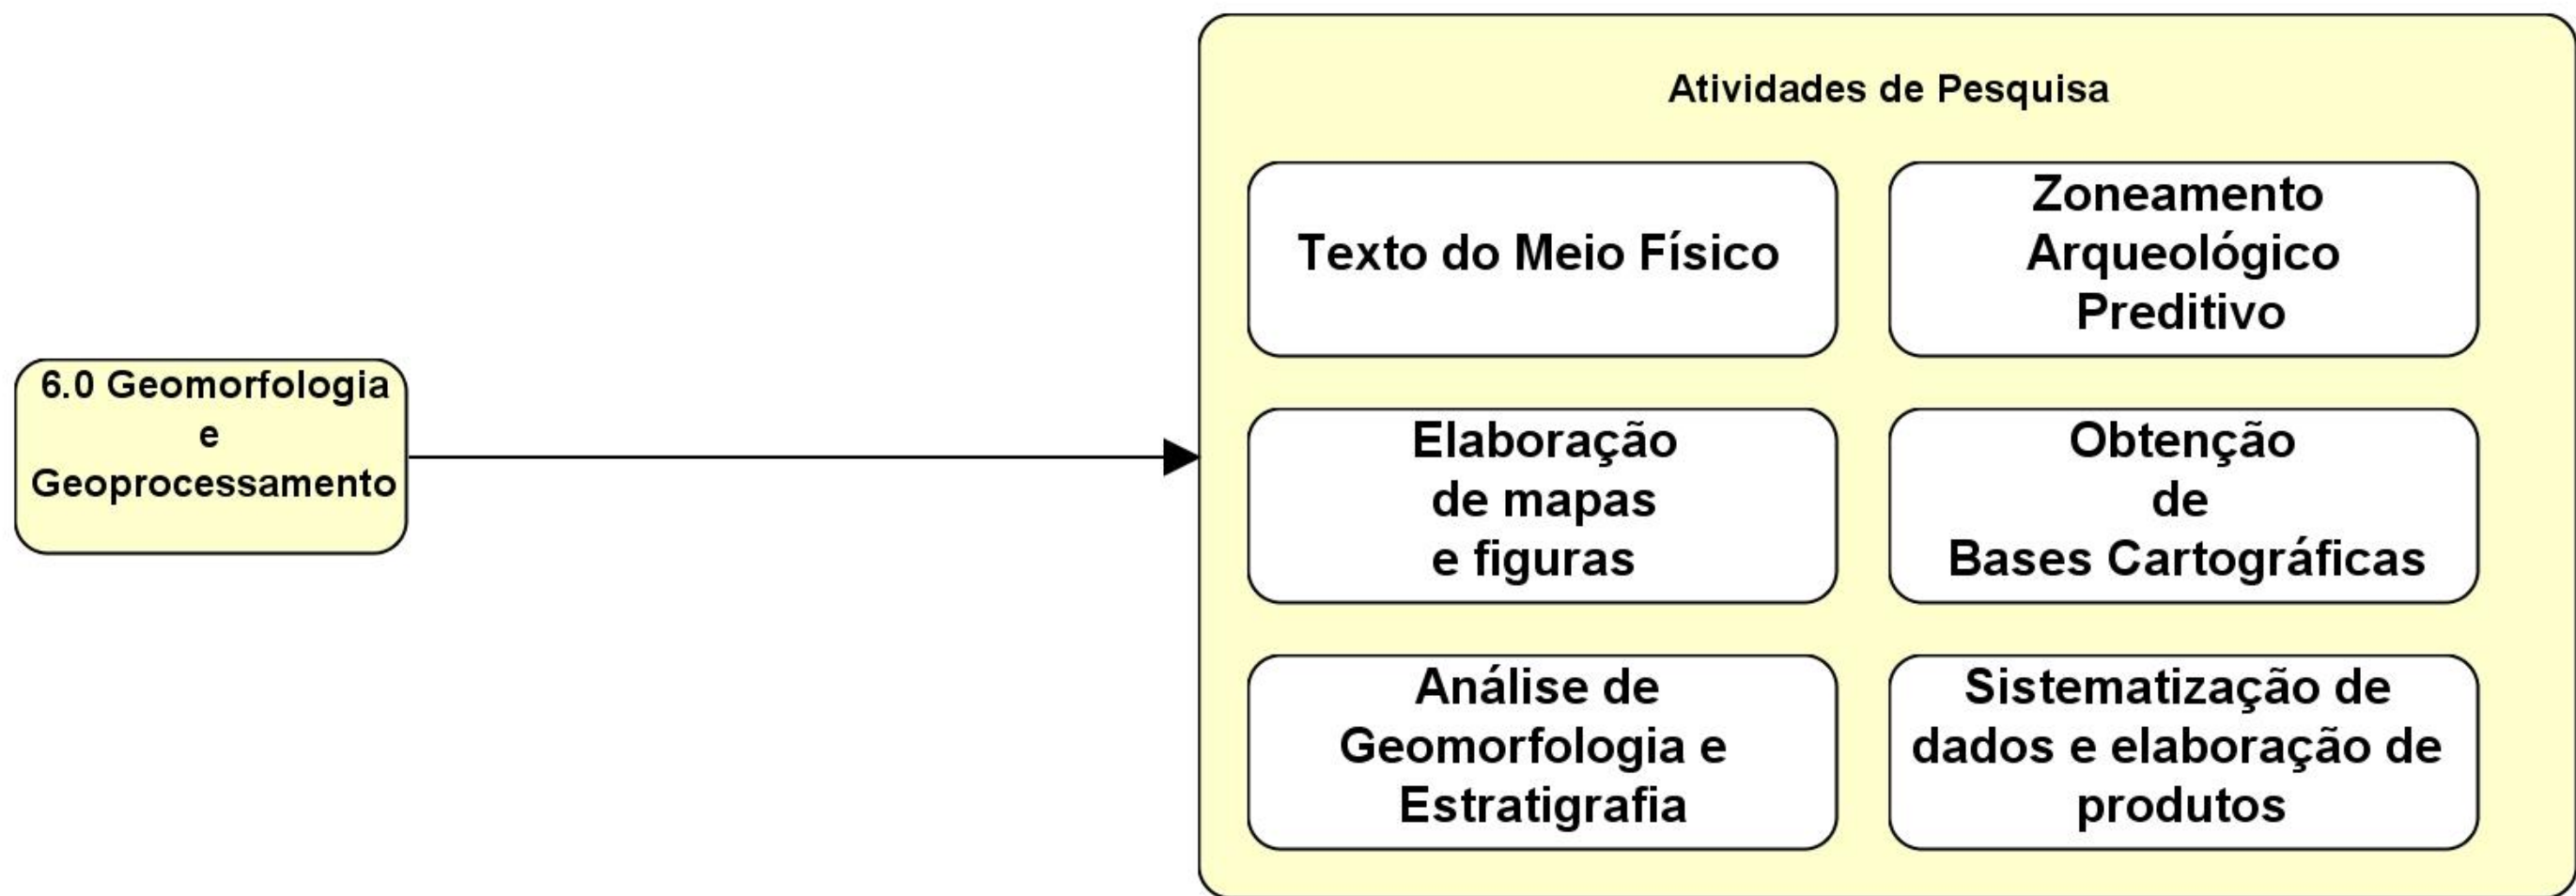 6.0 Geomorfologia
e
Geoprocessamento
Atividades de Pesquisa
Texto do Meio Físico
Zoneamento
Arqueológico
Preditivo
Elaboração
de mapas
e figuras
Obtenção
de
Bases Cartográficas
Análise de
Geomorfologia e
Estratigrafia
Sistematização de
dados e elaboração de
produtos